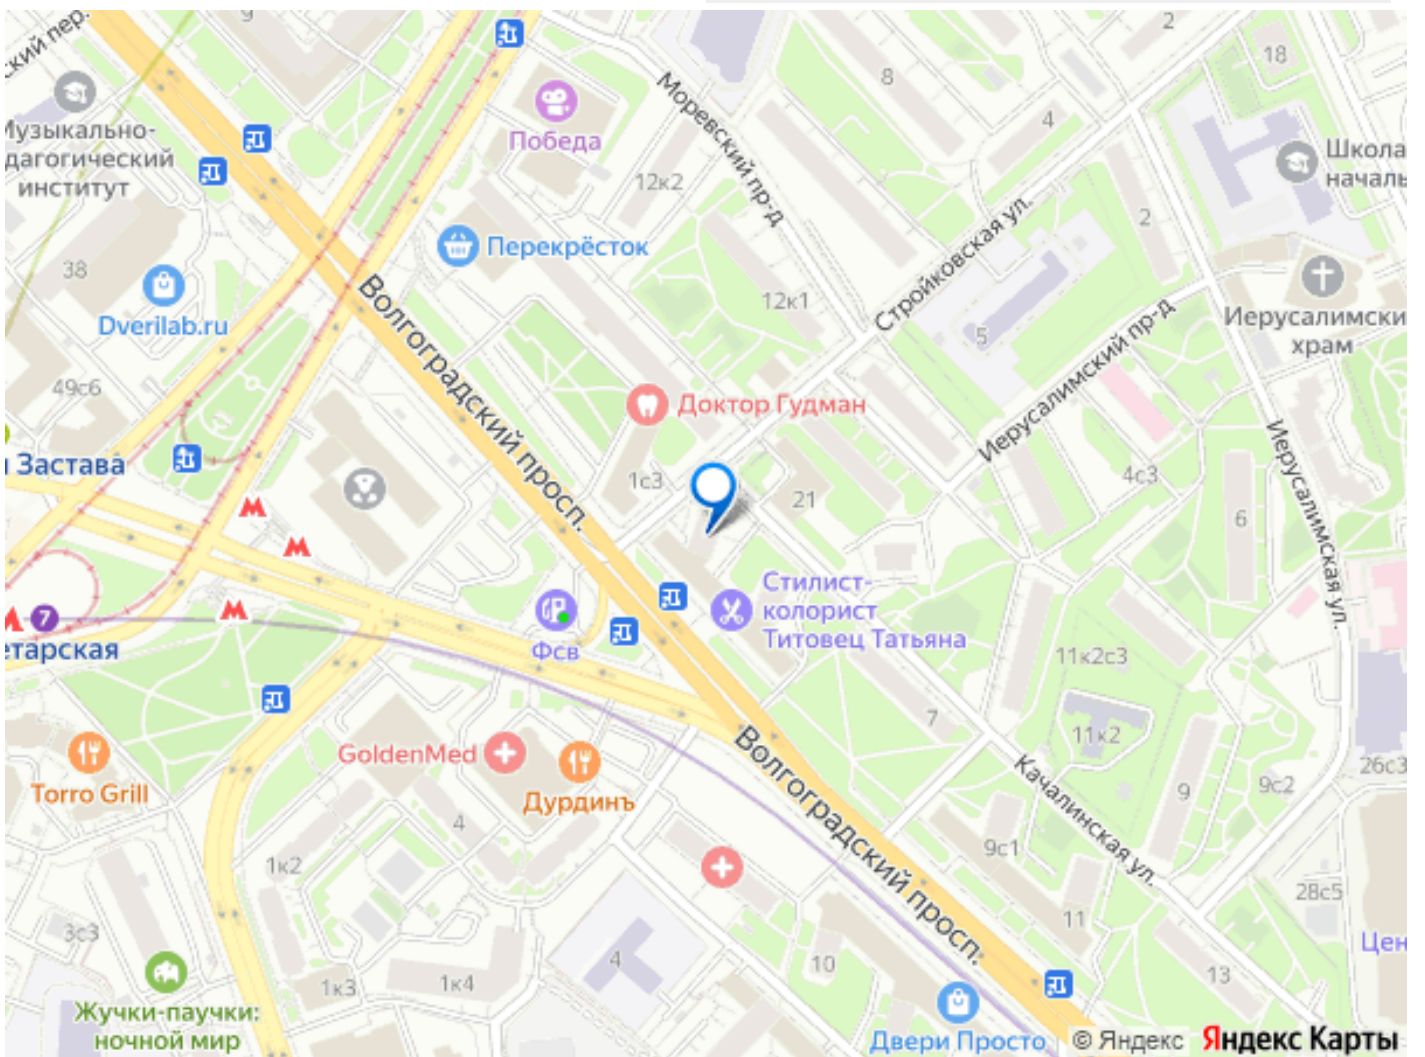 ский пер.
Музыкально-
дагогический
институт
38
Dverilab.ru
49с6
Победа
Перекрёсток
Моревский пр-д
8
2
18
4
12к2
12к1
Школа
началь
2
Стройковская ул.
5
Иерусалимски
храм
Иерусалимский пр-д
Волгоградский просп.
Доктор Гудман
1с3
21
4с3
6
Иерусалимская ул.
Застава
7
етарская
Фсв
Стилист-
колорист
Титовец Татьяна
11к2с3
11к2
7
Torro Grill
GoldenMed
Дурдинъ
4
Волгоградский просп.
Качалинская ул.
9
9с2
26с3
9с1
28с5
1к2
3с3
11
Цен
1к3
1к4
4
10
13
Жучки-паучки:
ночной мир
Двери Просто
© Яндекс Яндекс Карты